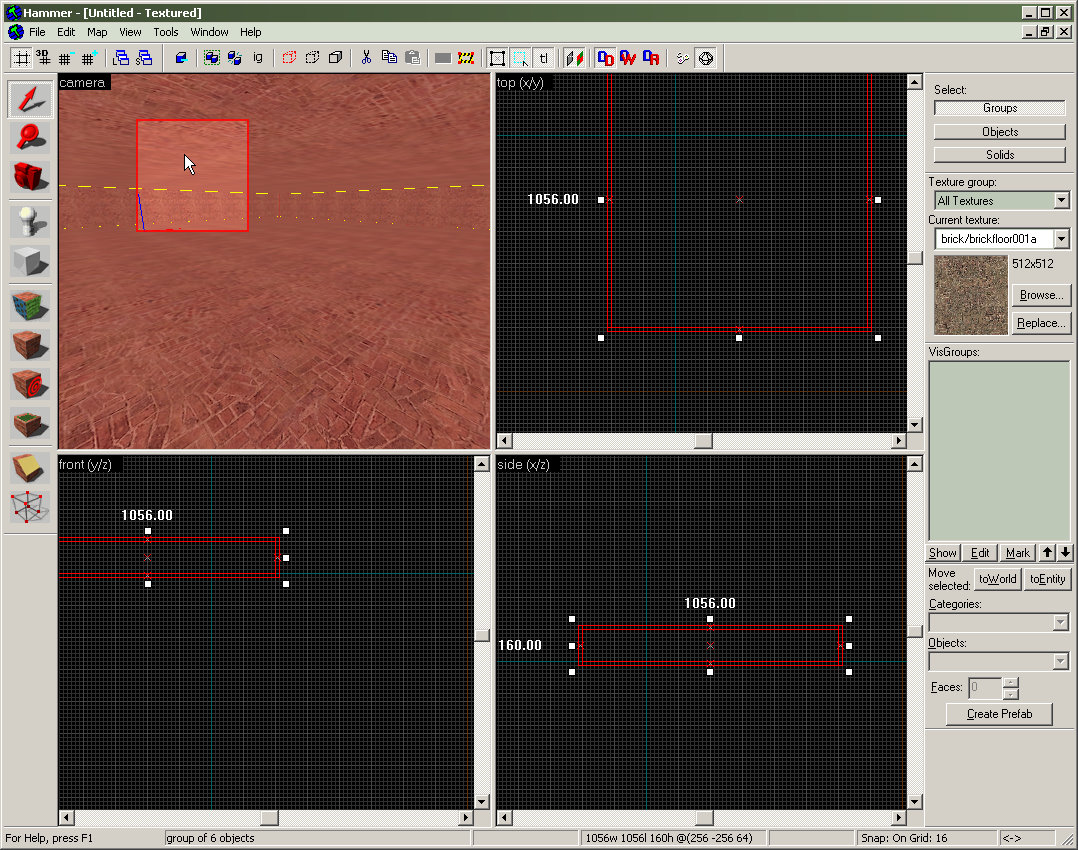 Hammer - [Untitled - Textured]
File Edit Map View Tools Window Help
3D ig tl
camera
top (x/y)
1056.00
front (y/z)
1056.00
side (x/z)
1056.00
160.00
Select:
Groups
Objects
Solids
Texture group:
All Textures
Current texture:
brick/brickfloor001a
512x512
Browse...
Replace...
VisGroups:
Show Edit Mark
Move selected: toWorld toEntity
Categories:
Objects:
Faces: 0
Create Prefab
For Help, press F1
group of 6 objects
1056w 1056l 160h @(256 -256 64)
Snap: On Grid: 16
<->